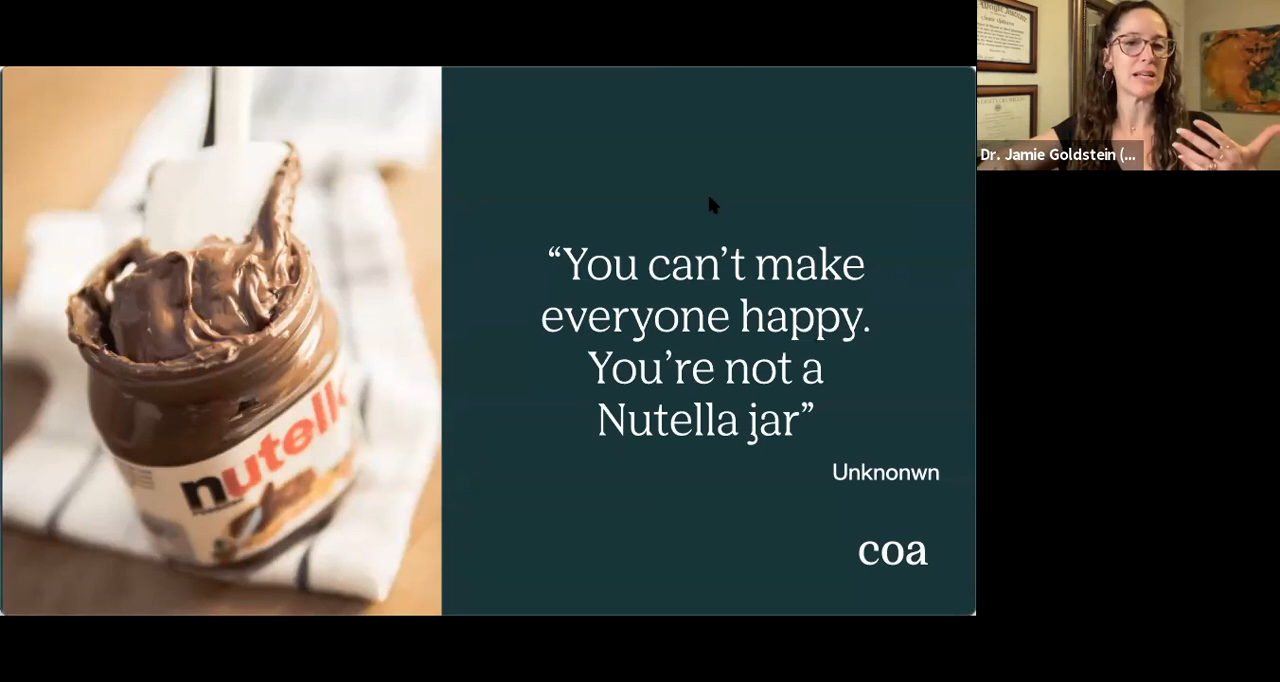 “You can’t make
everyone happy.
You’re not a
Nutella jar”
Unknonwn
coa
nutella
Dr. Jamie Goldstein (...